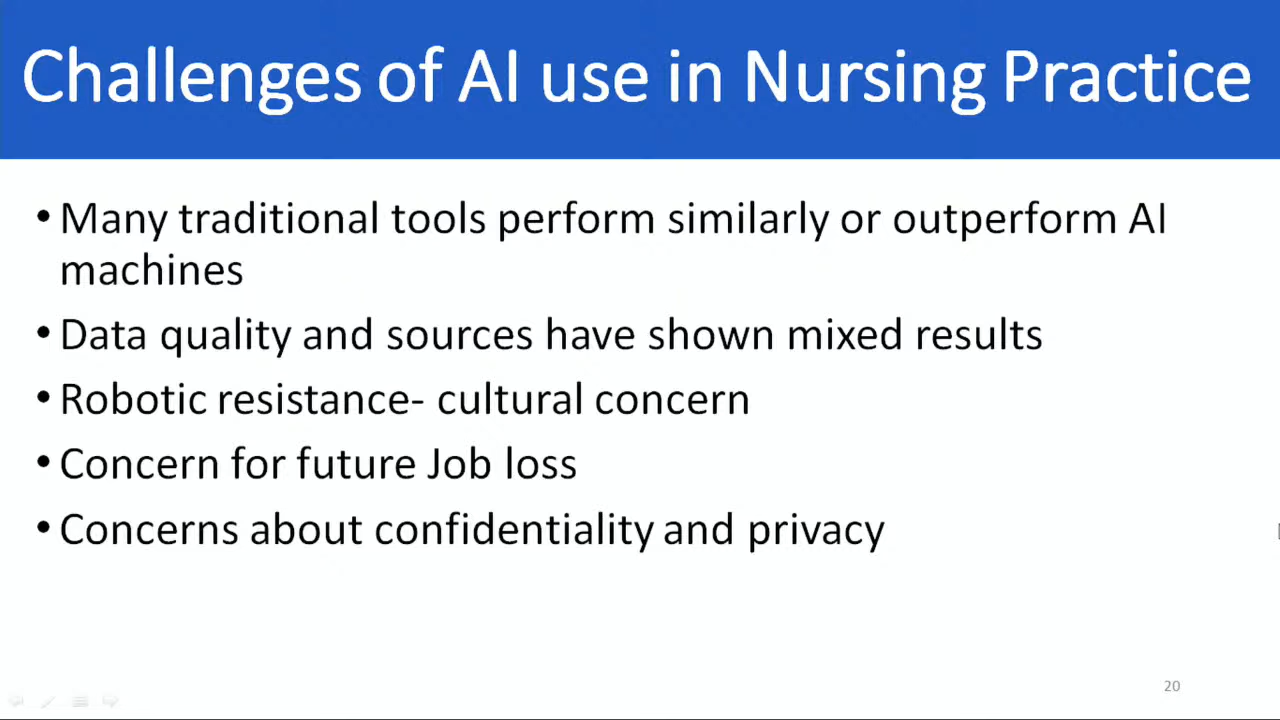 Challenges of AI use in Nursing Practice
• Many traditional tools perform similarly or outperform AI
machines
• Data quality and sources have shown mixed results
• Robotic resistance- cultural concern
• Concern for future Job loss
• Concerns about confidentiality and privacy
20